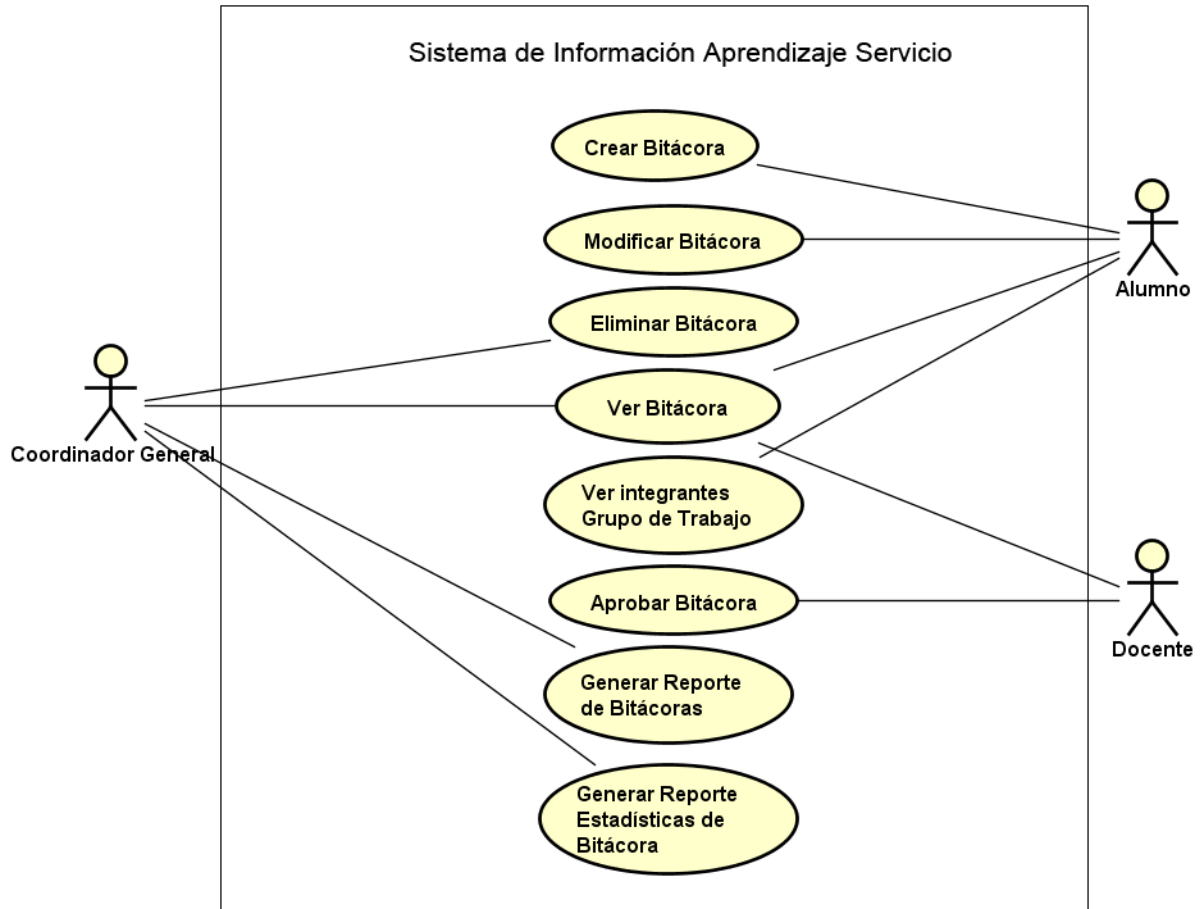 Sistema de Información Aprendizaje Servicio
Crear Bitácora
Modificar Bitácora
Alumno
Eliminar Bitácora
Ver Bitácora
Coordinador General
Ver integrantes
Grupo de Trabajo
Aprobar Bitácora
Docente
Generar Reporte
de Bitácoras
Generar Reporte
Estadísticas de
Bitácora